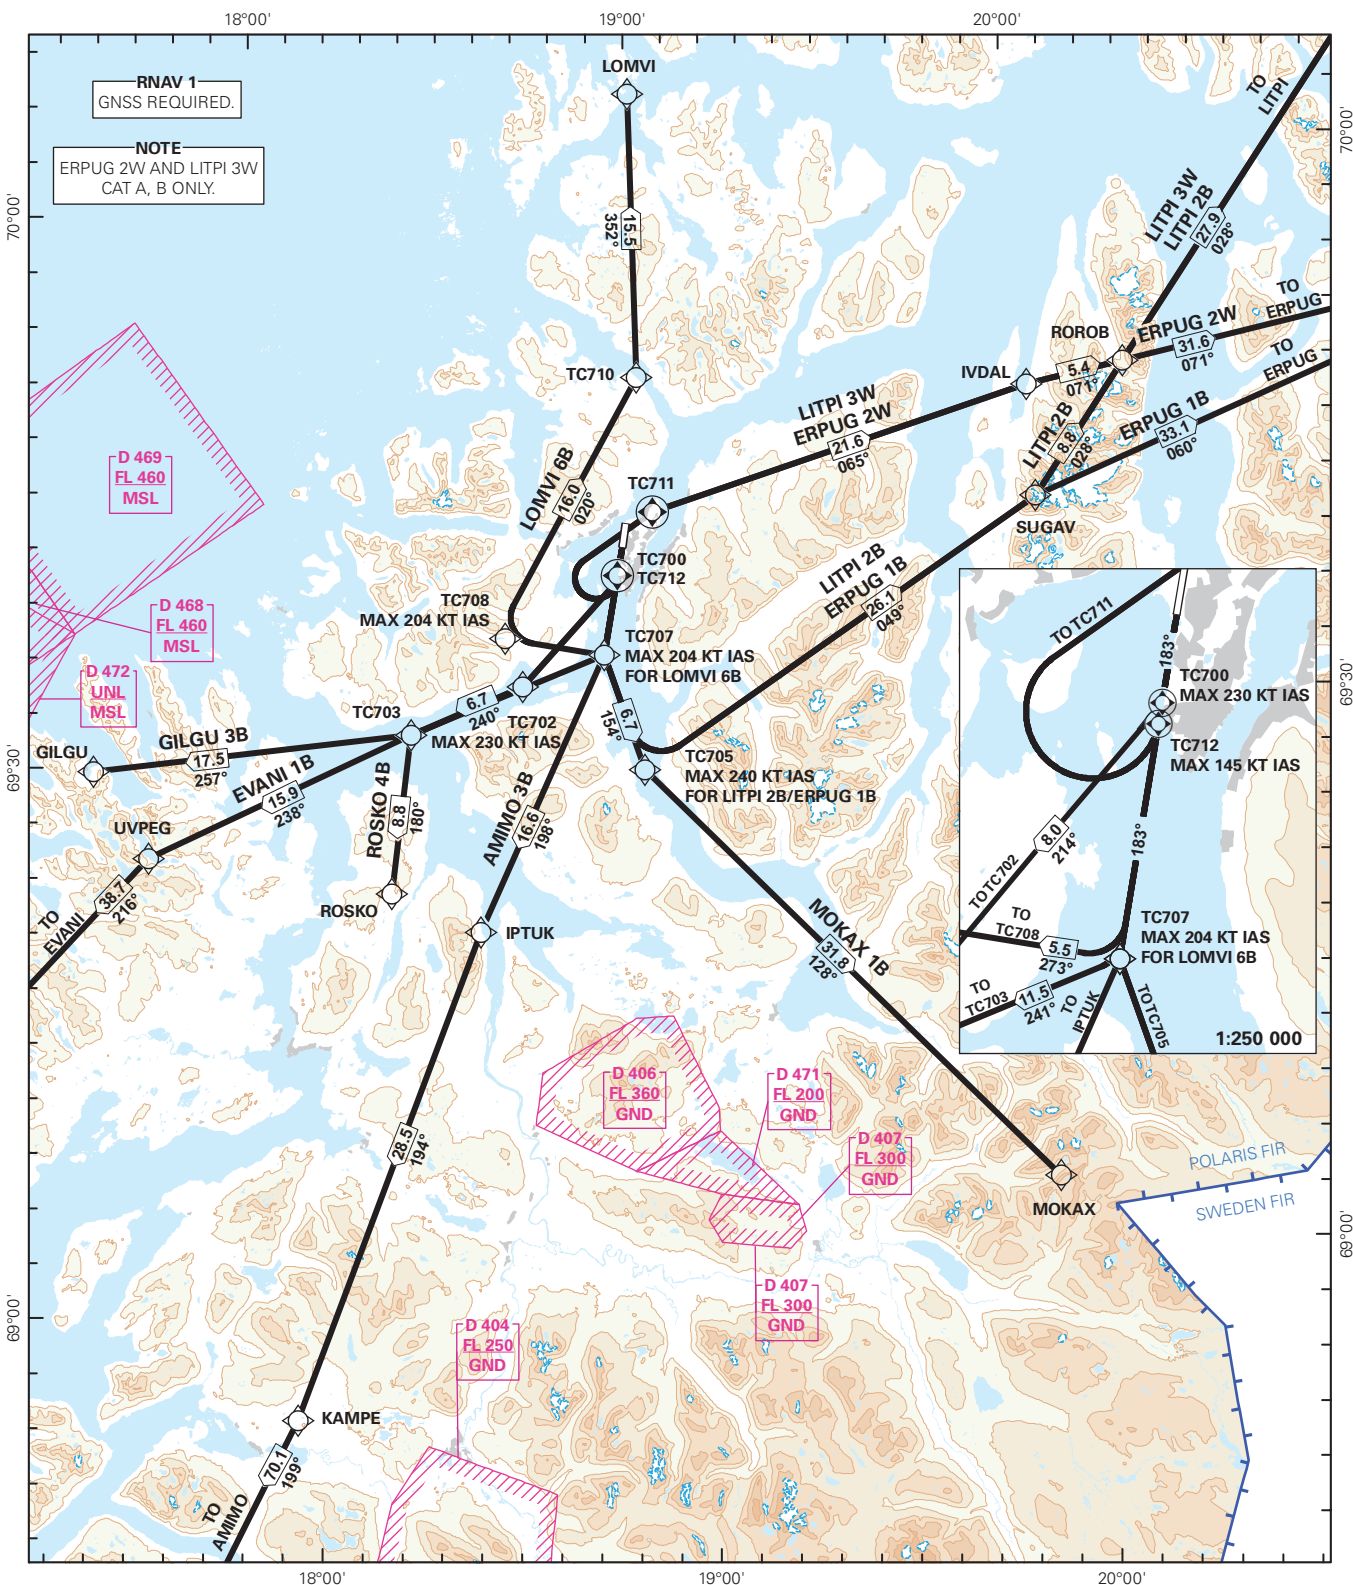 18°00'
19°00'
20°00'
RNAV 1
GNSS REQUIRED.
NOTE
ERPUG 2W AND LITPI 3W
CAT A, B ONLY.
LOMVI
TO
LITPI
70°00'
70°00'
15.5
352°
LITPI 3W
LITPI 2B
27.9
028°
TO
ERPUG
ERPUG 2W
31.6
071°
TO
ERPUG
ROROB
IVDAL
5.4
071°
TC710
LITPI 3W
ERPUG 2W
21.6
065°
ERPUG 1B
33.1
060°
LITPI 2B
8.8
028°
D 469
FL 460
MSL
LOMVI 6B
16.0
020°
TC711
SUGAV
TC700
TC712
LITPI 2B
ERPUG 1B
26.1
049°
D 468
FL 460
MSL
TC708
MAX 204 KT IAS
TC707
MAX 204 KT IAS
FOR LOMVI 6B
D 472
UNL
MSL
6.7
240°
TC703
TC702
MAX 230 KT IAS
6.7
154°
GILGU
GILGU 3B
17.5
257°
TC705
MAX 240 KT IAS
FOR LITPI 2B/ERPUG 1B
69°30'
69°30'
EVANI 1B
15.9
238°
UVPEG
ROSKO 4B
8.8
180°
AMIMO 3B
16.6
198°
38.7
216°
TO
EVANI
ROSKO
IPTUK
MOKAX 1B
31.8
128°
TO TC711
183°
TC700
MAX 230 KT IAS
TC712
MAX 145 KT IAS
8.0
214°
183°
TO TC702
TO
TC708
5.5
273°
TC707
MAX 204 KT IAS
FOR LOMVI 6B
TO
TC703
11.5
241°
TO
IPTUK
TO TC705
1:250 000
D 406
FL 360
GND
D 471
FL 200
GND
D 407
FL 300
GND
28.5
194°
POLARIS FIR
SWEDEN FIR
MOKAX
69°00'
69°00'
D 407
FL 300
GND
D 404
FL 250
GND
KAMPE
70.1
199°
TO
AMIMO
18°00'
19°00'
20°00'